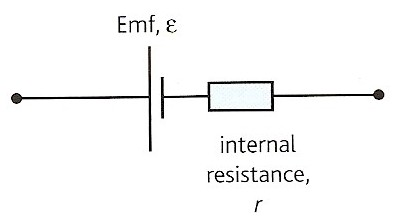 Emf, ε
internal
resistance,
r